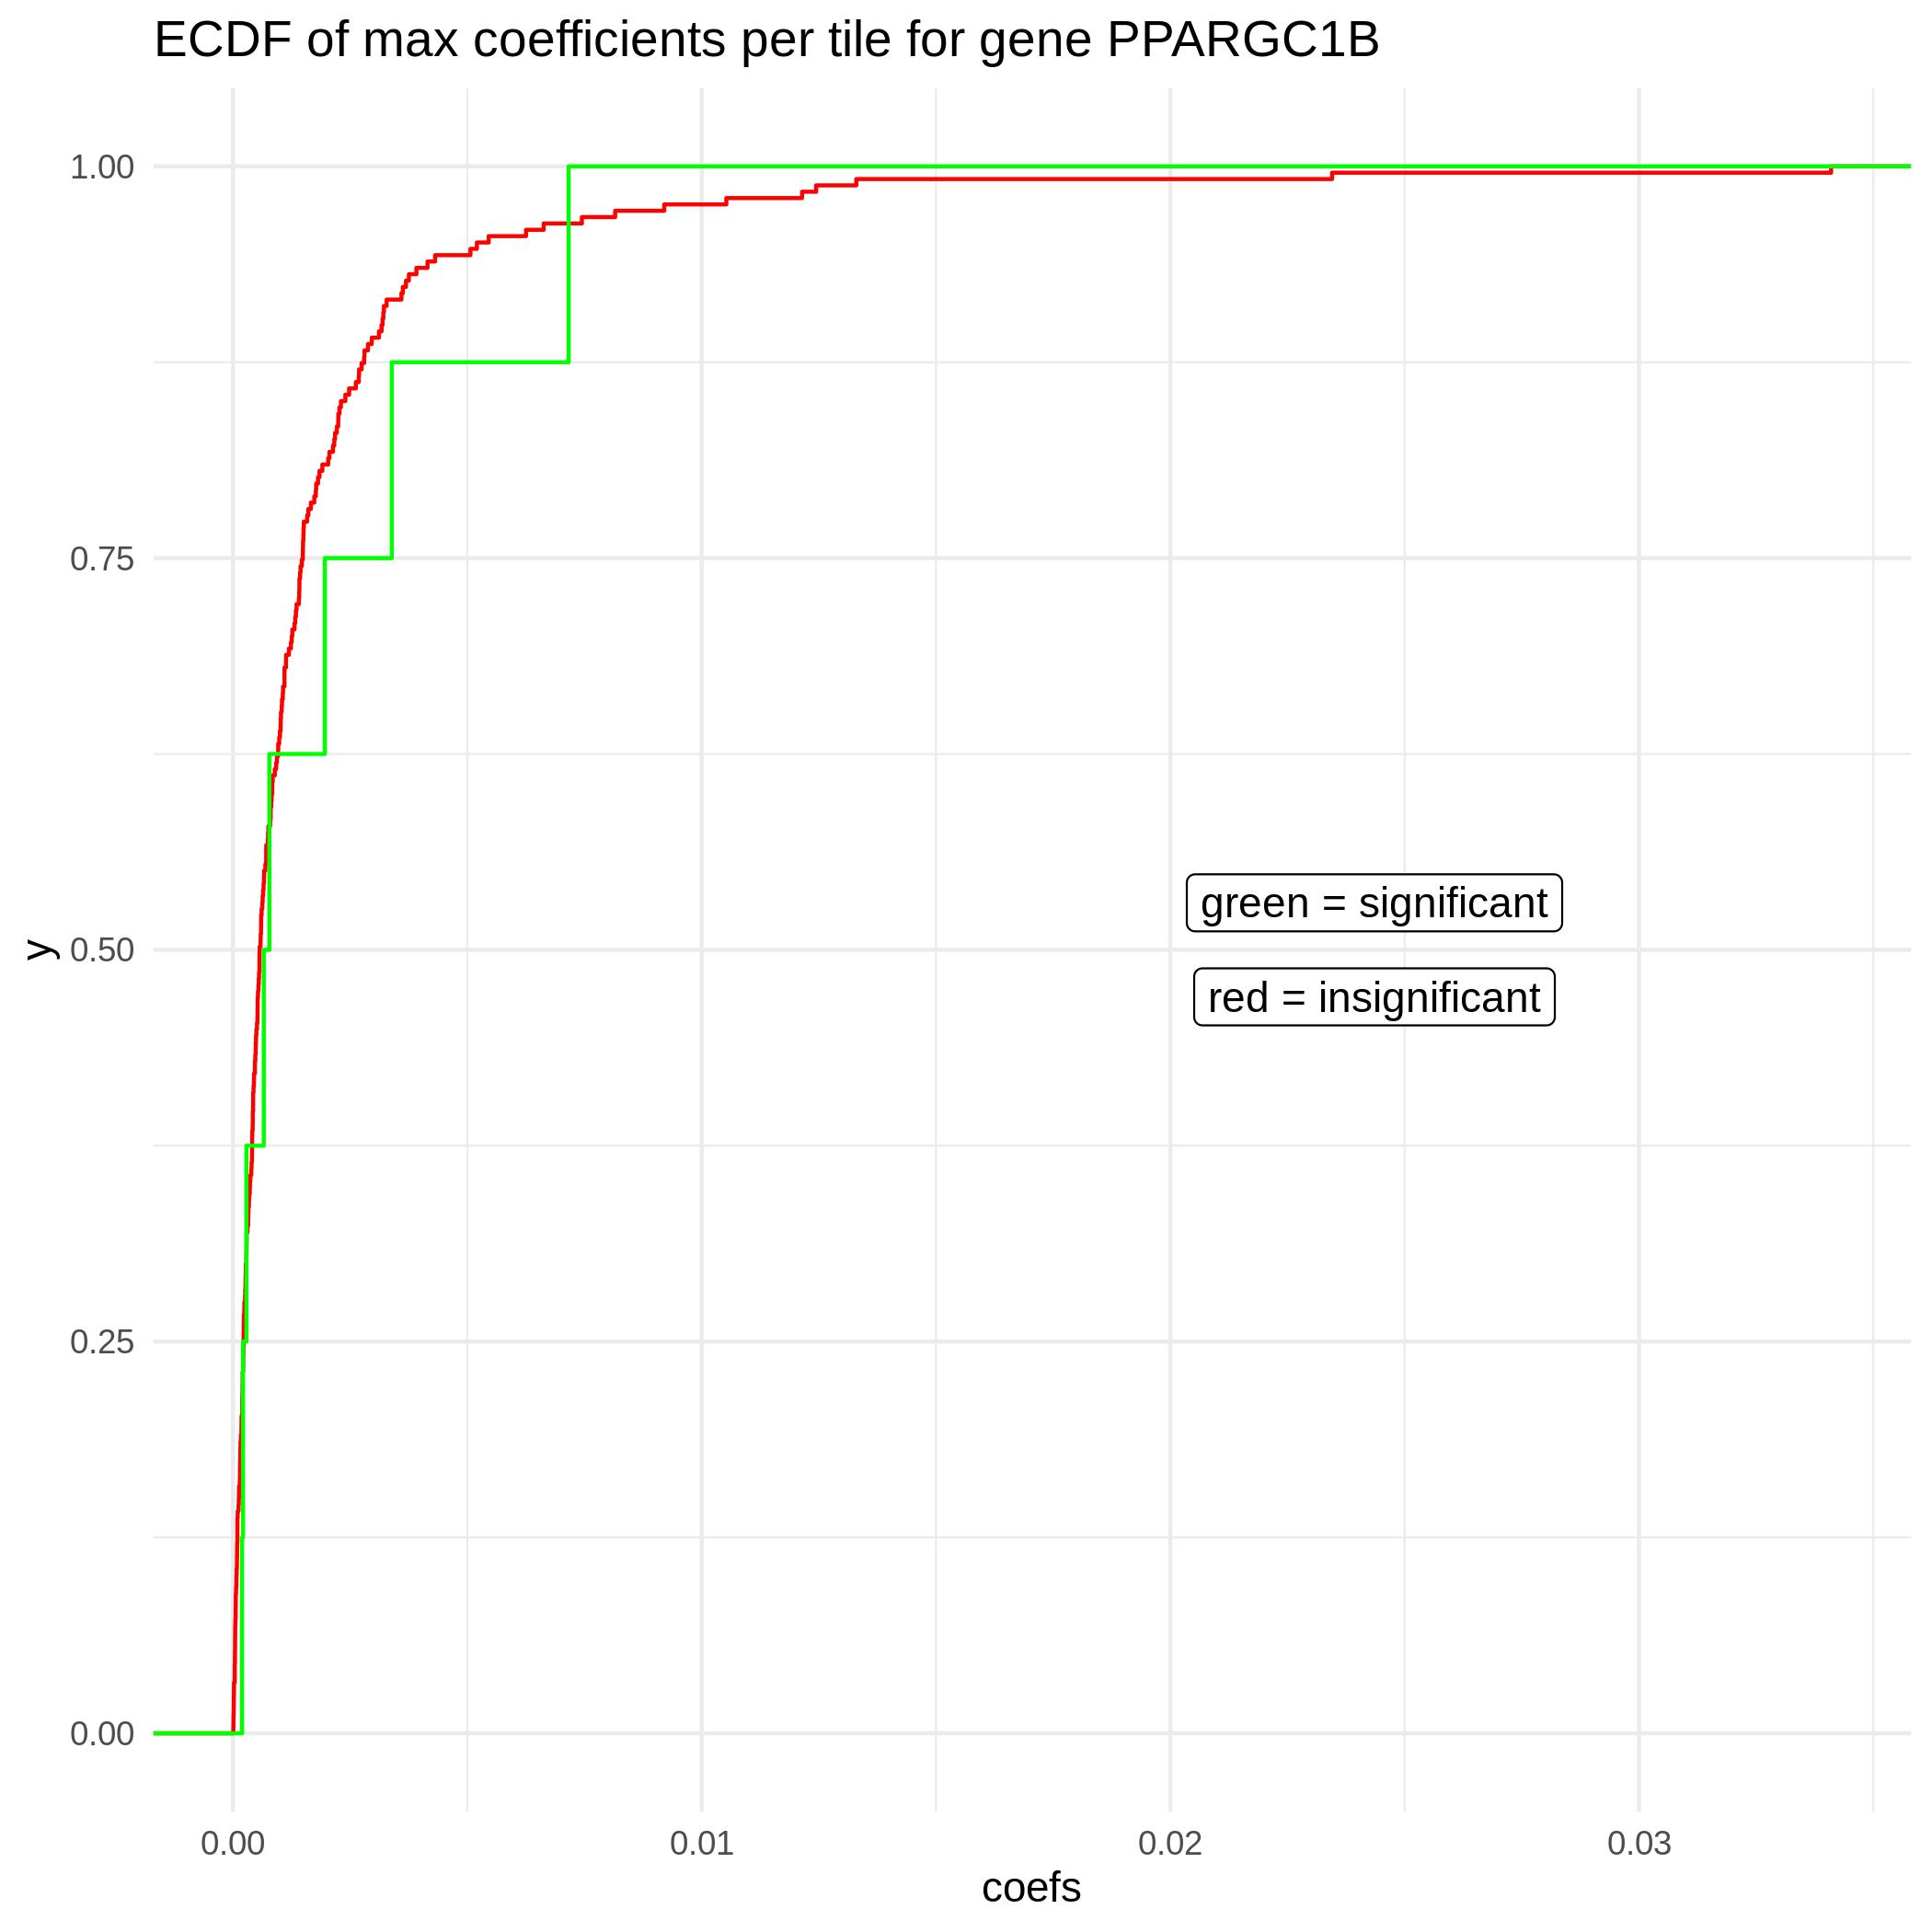 ECDF of max coefficients per tile for gene PPARGC1B
1.00
0.75
0.50
0.25
0.00
y
green = significant
red = insignificant
0.00 0.01 0.02 0.03
coefs